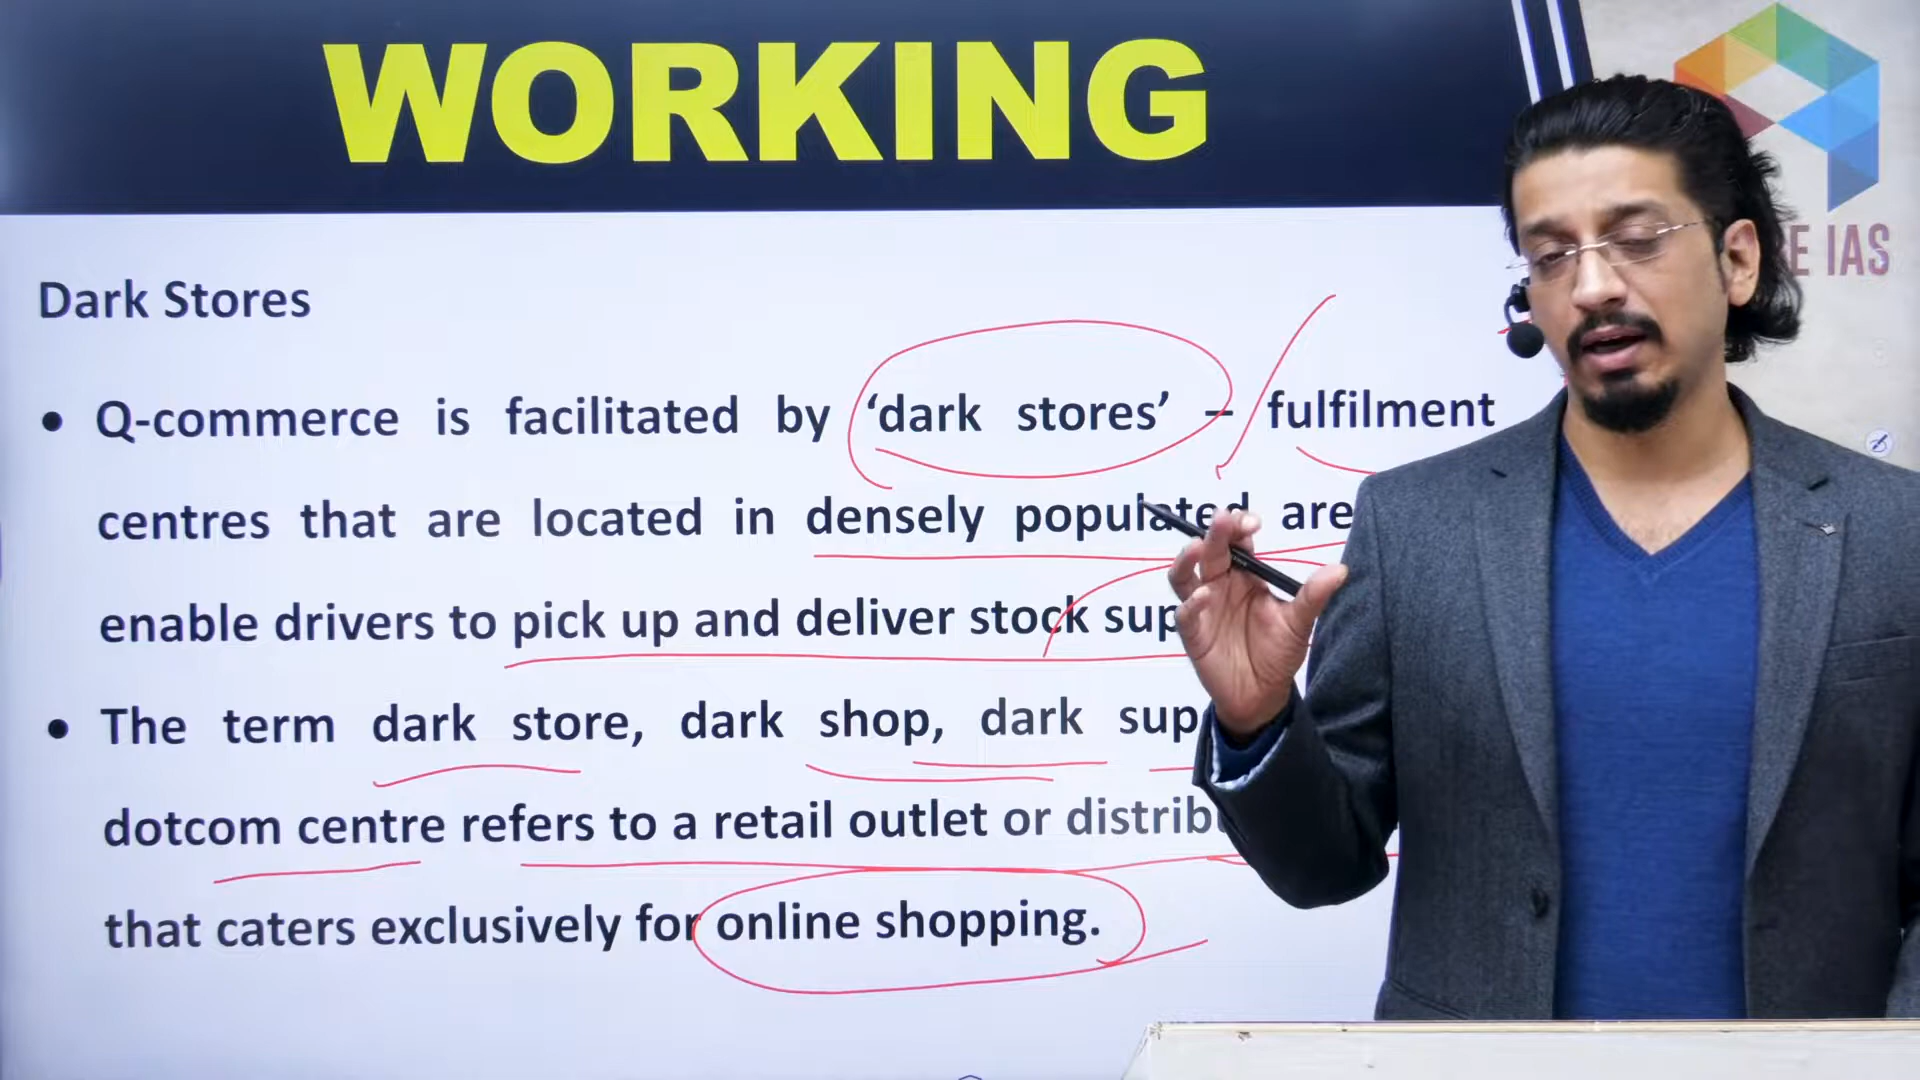 WORKING
E IAS
Dark Stores
• Q-commerce is facilitated by ‘dark stores’ – fulfilment
centres that are located in densely populated
enable drivers to pick up and deliver stock
• The term dark store, dark shop, dark
dotcom centre refers to a retail outlet or
that caters exclusively for online shopping.